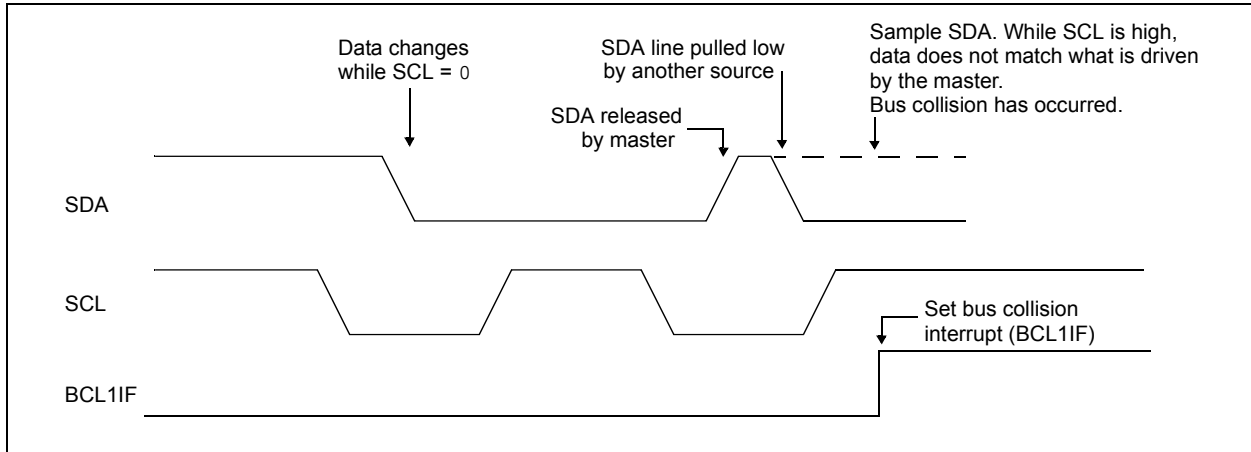 Data changes
while SCL = 0
SDA line pulled low
by another source
Sample SDA. While SCL is high,
data does not match what is driven
by the master.
Bus collision has occurred.
SDA released
by master
SDA
SCL
Set bus collision
interrupt (BCL1IF)
BCL1IF